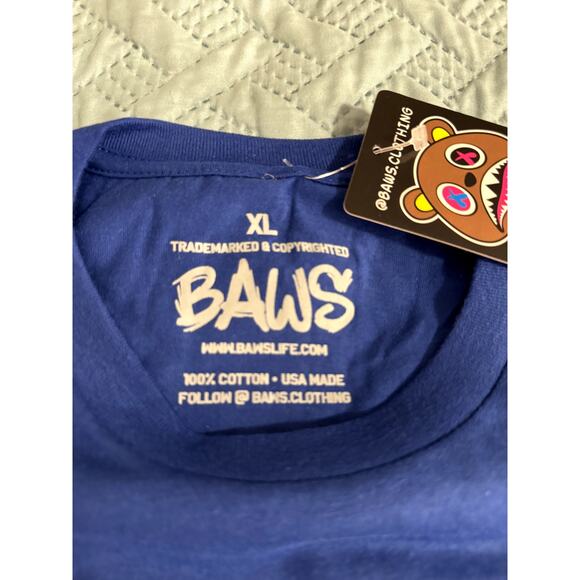 @BAWS.CLOTHING
XL
TRADEMARKED & COPYRIGHTED
BAWS
WWW.BAWSLIFE.COM
100% COTTON • USA MADE
FOLLOW @ BAWS.CLOTHING